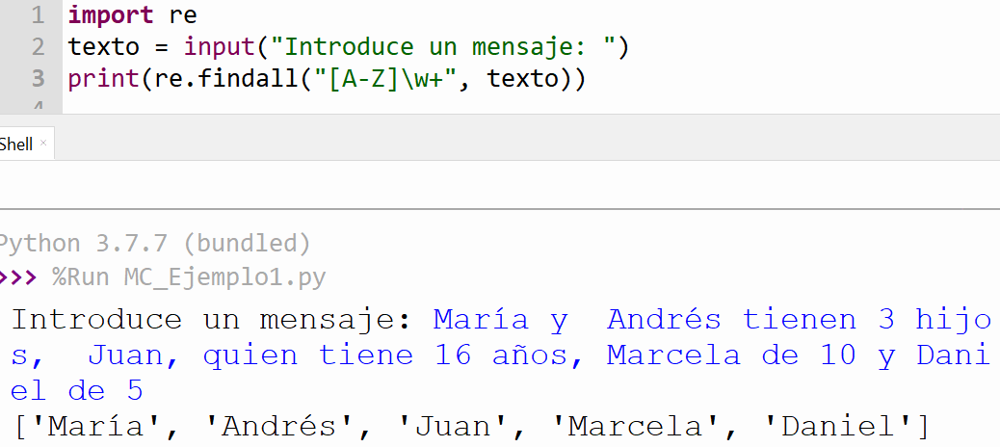 1 import re
2 texto = input("Introduce un mensaje: ")
3 print(re.findall("[A-Z]\w+", texto))
4
Shell ×
Python 3.7.7 (bundled)
>>> %Run MC_Ejemplo1.py
Introduce un mensaje: María y  Andrés tienen 3 hijo
s,  Juan, quien tiene 16 años, Marcela de 10 y Dani
el de 5
['María', 'Andrés', 'Juan', 'Marcela', 'Daniel']